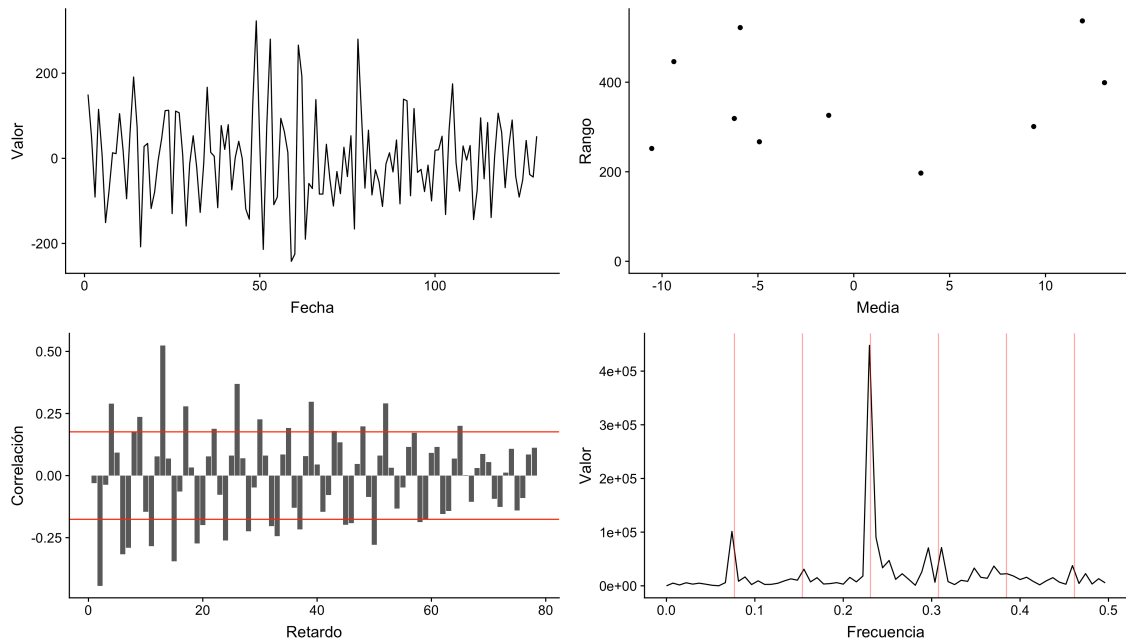 Valor
200
0
-200
0
50
100
Fecha
Rango
400
200
0
-10
-5
0
5
10
Media
Correlación
0.50
0.25
0.00
-0.25
0
20
40
60
80
Retardo
Valor
4e+05
3e+05
2e+05
1e+05
0e+00
0.0
0.1
0.2
0.3
0.4
0.5
Frecuencia